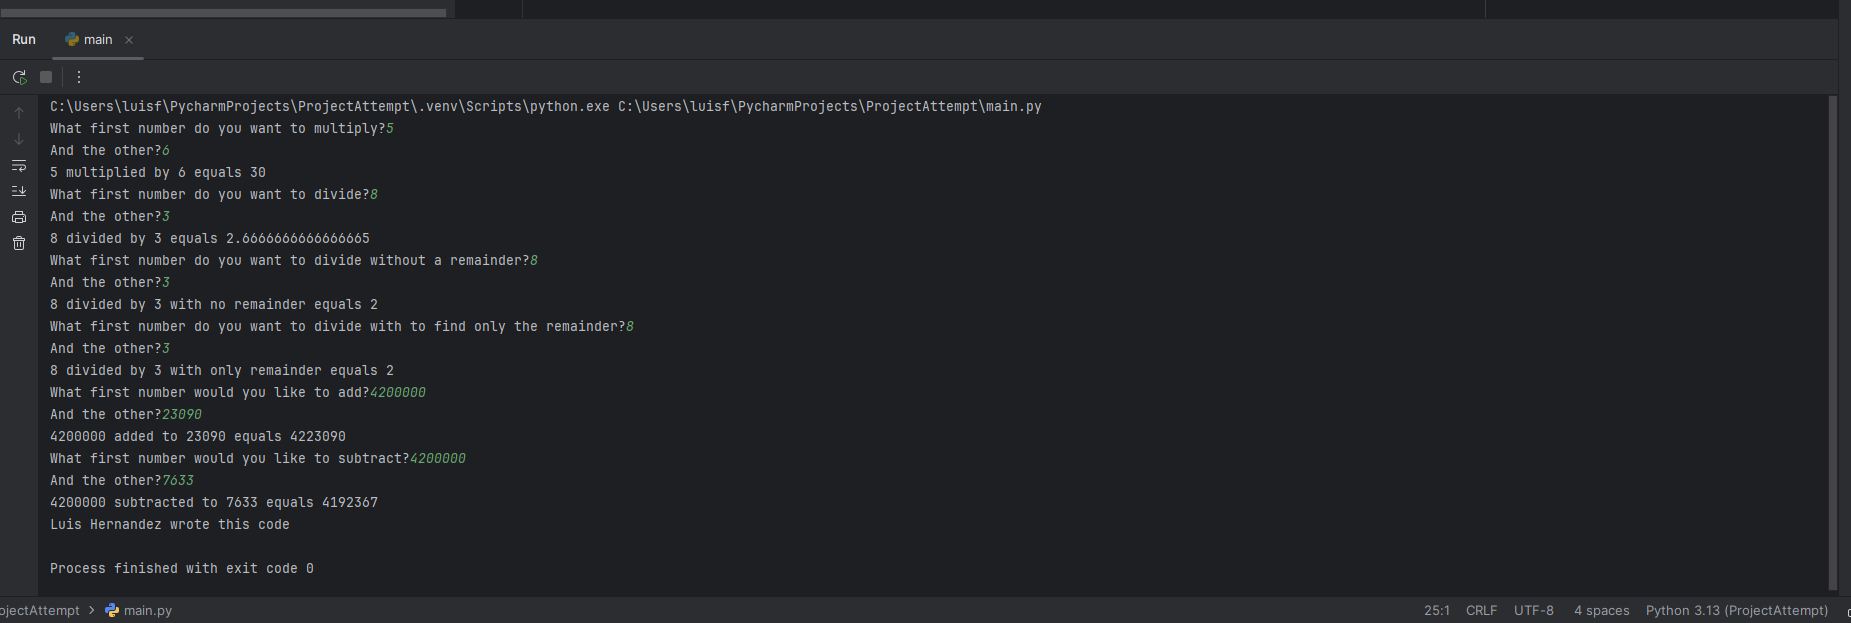 Run main
C:\Users\luisf\PycharmProjects\ProjectAttempt\.venv\Scripts\python.exe C:\Users\luisf\PycharmProjects\ProjectAttempt\main.py
What first number do you want to multiply?5
And the other?6
5 multiplied by 6 equals 30
What first number do you want to divide?8
And the other?3
8 divided by 3 equals 2.6666666666666665
What first number do you want to divide without a remainder?8
And the other?3
8 divided by 3 with no remainder equals 2
What first number do you want to divide with to find only the remainder?8
And the other?3
8 divided by 3 with only remainder equals 2
What first number would you like to add?4200000
And the other?23090
4200000 added to 23090 equals 4223090
What first number would you like to subtract?4200000
And the other?7633
4200000 subtracted to 7633 equals 4192367
Luis Hernandez wrote this code
Process finished with exit code 0
ojectAttempt > main.py 25:1 CRLF UTF-8 4 spaces Python 3.13 (ProjectAttempt)